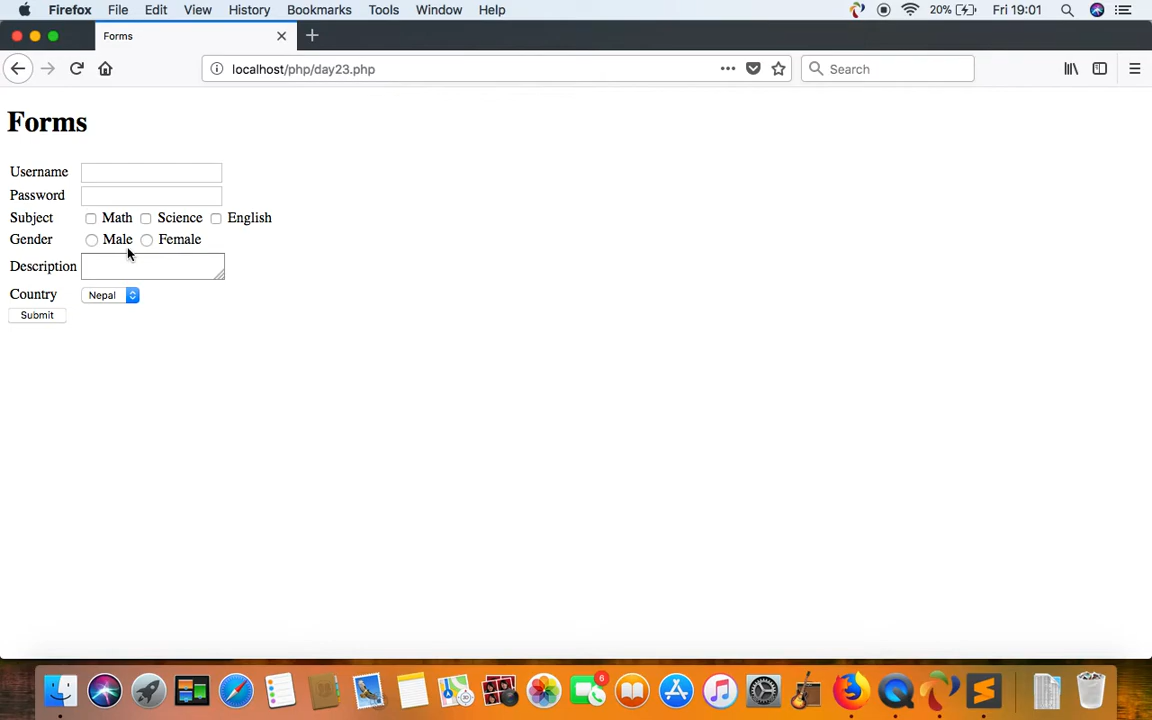 Firefox File Edit View History Bookmarks Tools Window Help 20% Fri 19:01
Forms
localhost/php/day23.php Search
Forms
Username
Password
Subject Math Science English
Gender Male Female
Description
Country Nepal
Submit
6